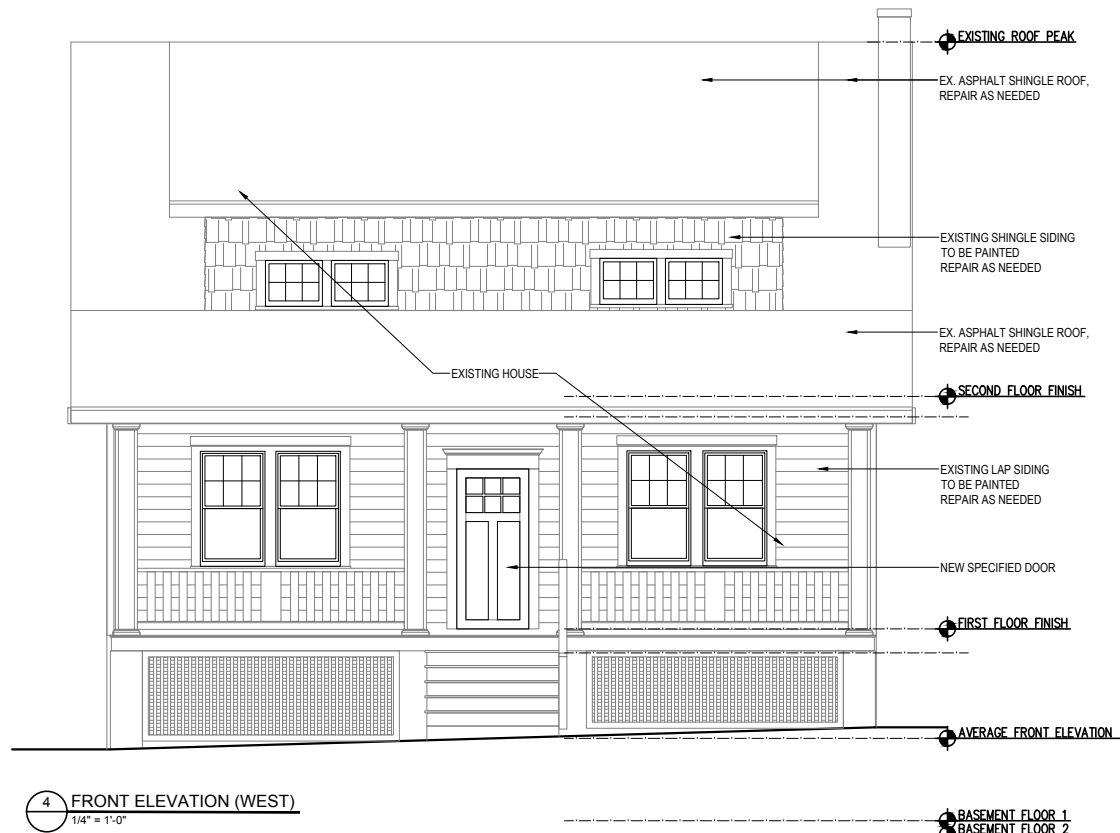 EXISTING ROOF PEAK
EX. ASPHALT SHINGLE ROOF,
REPAIR AS NEEDED
EXISTING SHINGLE SIDING
TO BE PAINTED
REPAIR AS NEEDED
EX. ASPHALT SHINGLE ROOF,
REPAIR AS NEEDED
EXISTING HOUSE
SECOND FLOOR FINISH
EXISTING LAP SIDING
TO BE PAINTED
REPAIR AS NEEDED
NEW SPECIFIED DOOR
FIRST FLOOR FINISH
AVERAGE FRONT ELEVATION
4
FRONT ELEVATION (WEST)
1/4" = 1'-0"
BASEMENT FLOOR 1
BASEMENT FLOOR 2